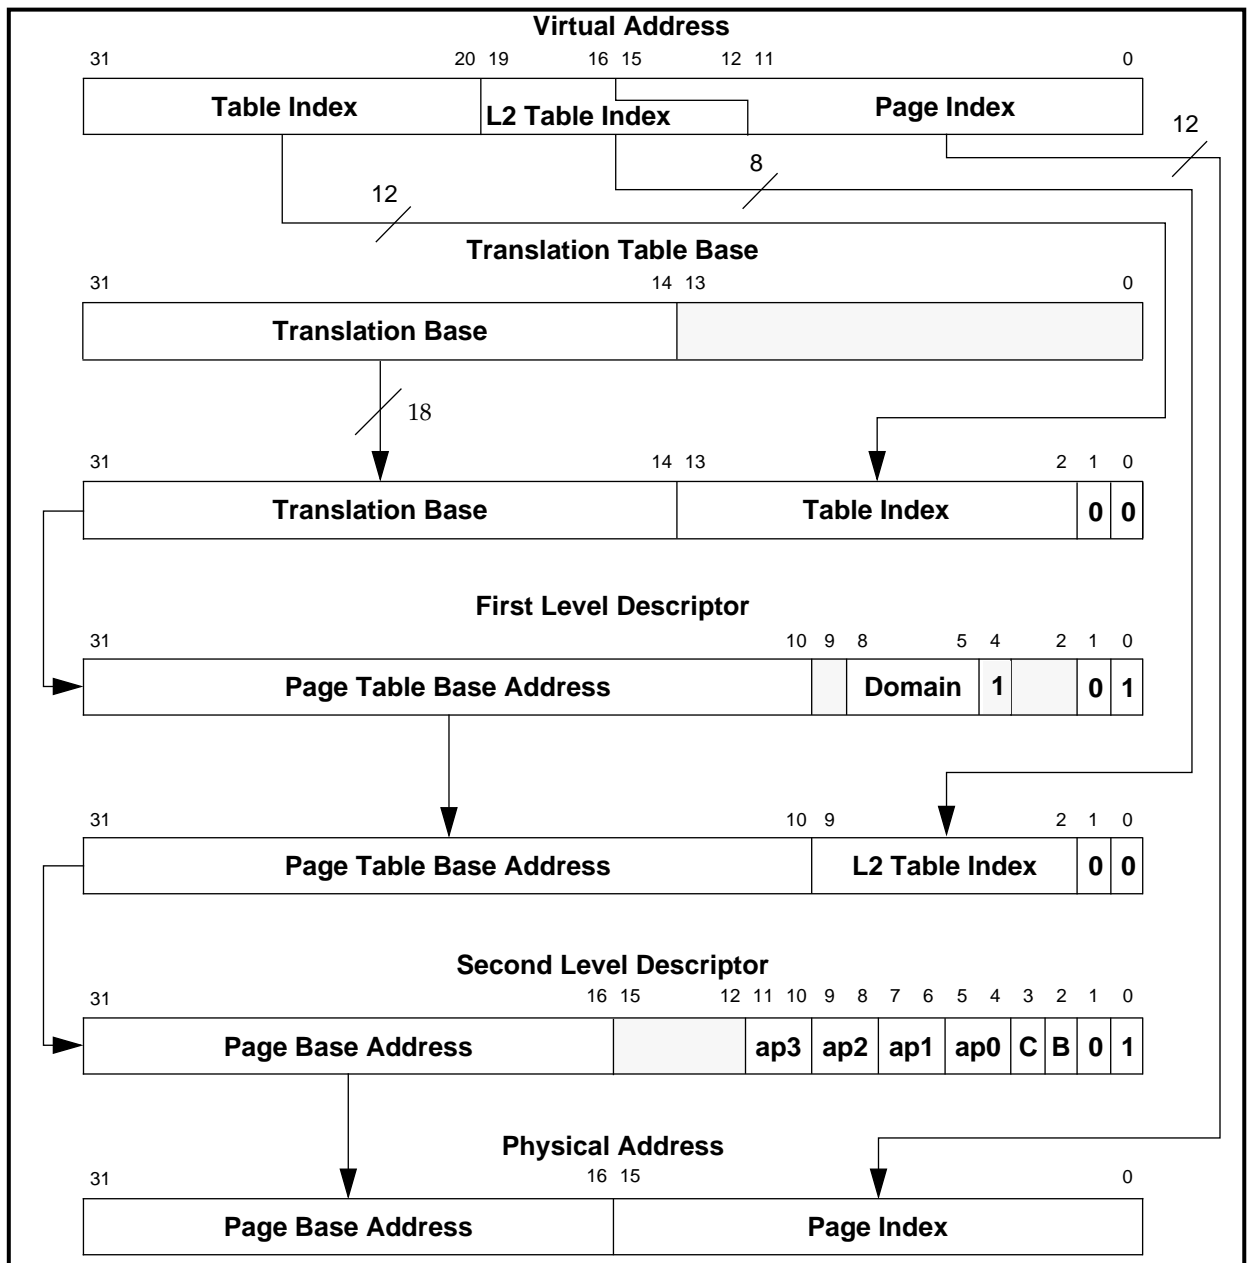 Virtual Address
31 20 19 16 15 12 11 0
Table Index L2 Table Index Page Index
12
8
12
Translation Table Base
31 14 13 0
Translation Base
18
31 14 13 2 1 0
Translation Base Table Index 0 0
First Level Descriptor
31 10 9 8 5 4 2 1 0
Page Table Base Address Domain 1 0 1
31 10 9 2 1 0
Page Table Base Address L2 Table Index 0 0
Second Level Descriptor
31 16 15 12 11 10 9 8 7 6 5 4 3 2 1 0
Page Base Address ap3 ap2 ap1 ap0 C B 0 1
Physical Address
31 16 15 0
Page Base Address Page Index